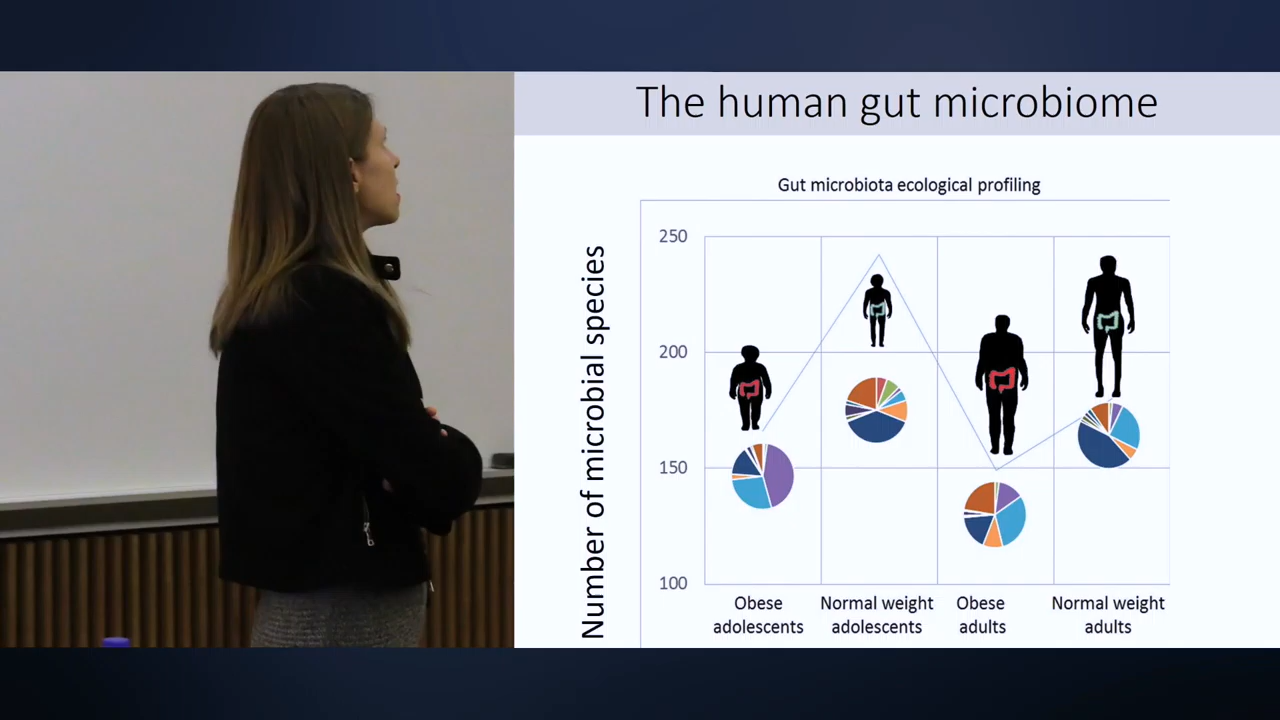 The human gut microbiome
Gut microbiota ecological profiling
Number of microbial species
250
200
150
100
Obese
adolescents
Normal weight
adolescents
Obese
adults
Normal weight
adults